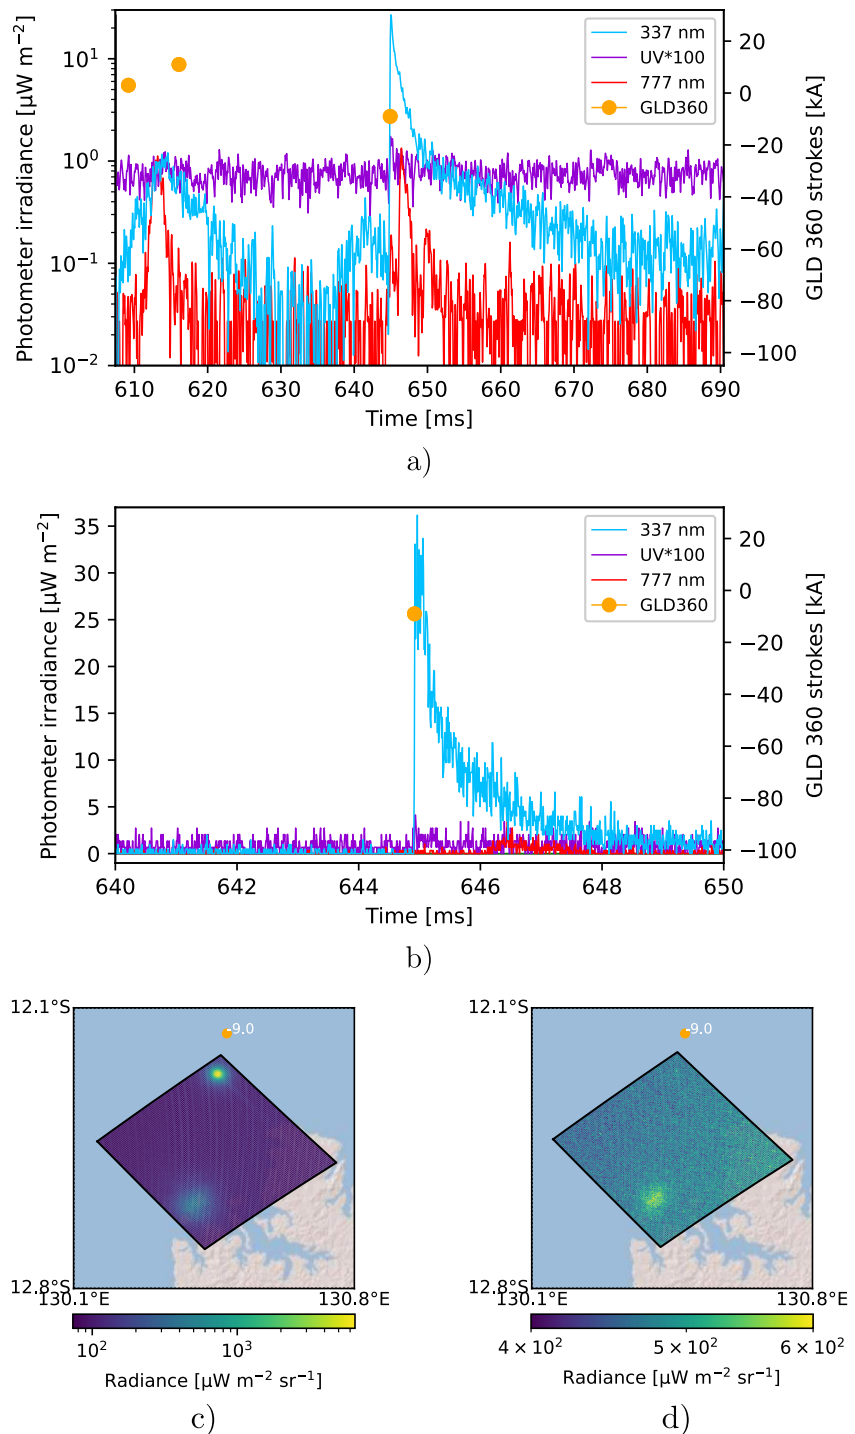 Photometer irradiance [µW m⁻²]
10¹
10⁰
10⁻¹
10⁻²
337 nm
UV*100
777 nm
GLD360
20
0
−20
−40
−60
−80
−100
GLD 360 strokes [kA]
610 620 630 640 650 660 670 680 690
Time [ms]
a)
Photometer irradiance [µW m⁻²]
35
30
25
20
15
10
5
0
337 nm
UV*100
777 nm
GLD360
20
0
−20
−40
−60
−80
−100
GLD 360 strokes [kA]
640 642 644 646 648 650
Time [ms]
b)
12.1°S
-9.0
12.8°S
130.1°E 130.8°E
10² 10³
Radiance [µW m⁻² sr⁻¹]
c)
12.1°S
-9.0
12.8°S
130.1°E 130.8°E
4 × 10² 5 × 10² 6 × 10²
Radiance [µW m⁻² sr⁻¹]
d)